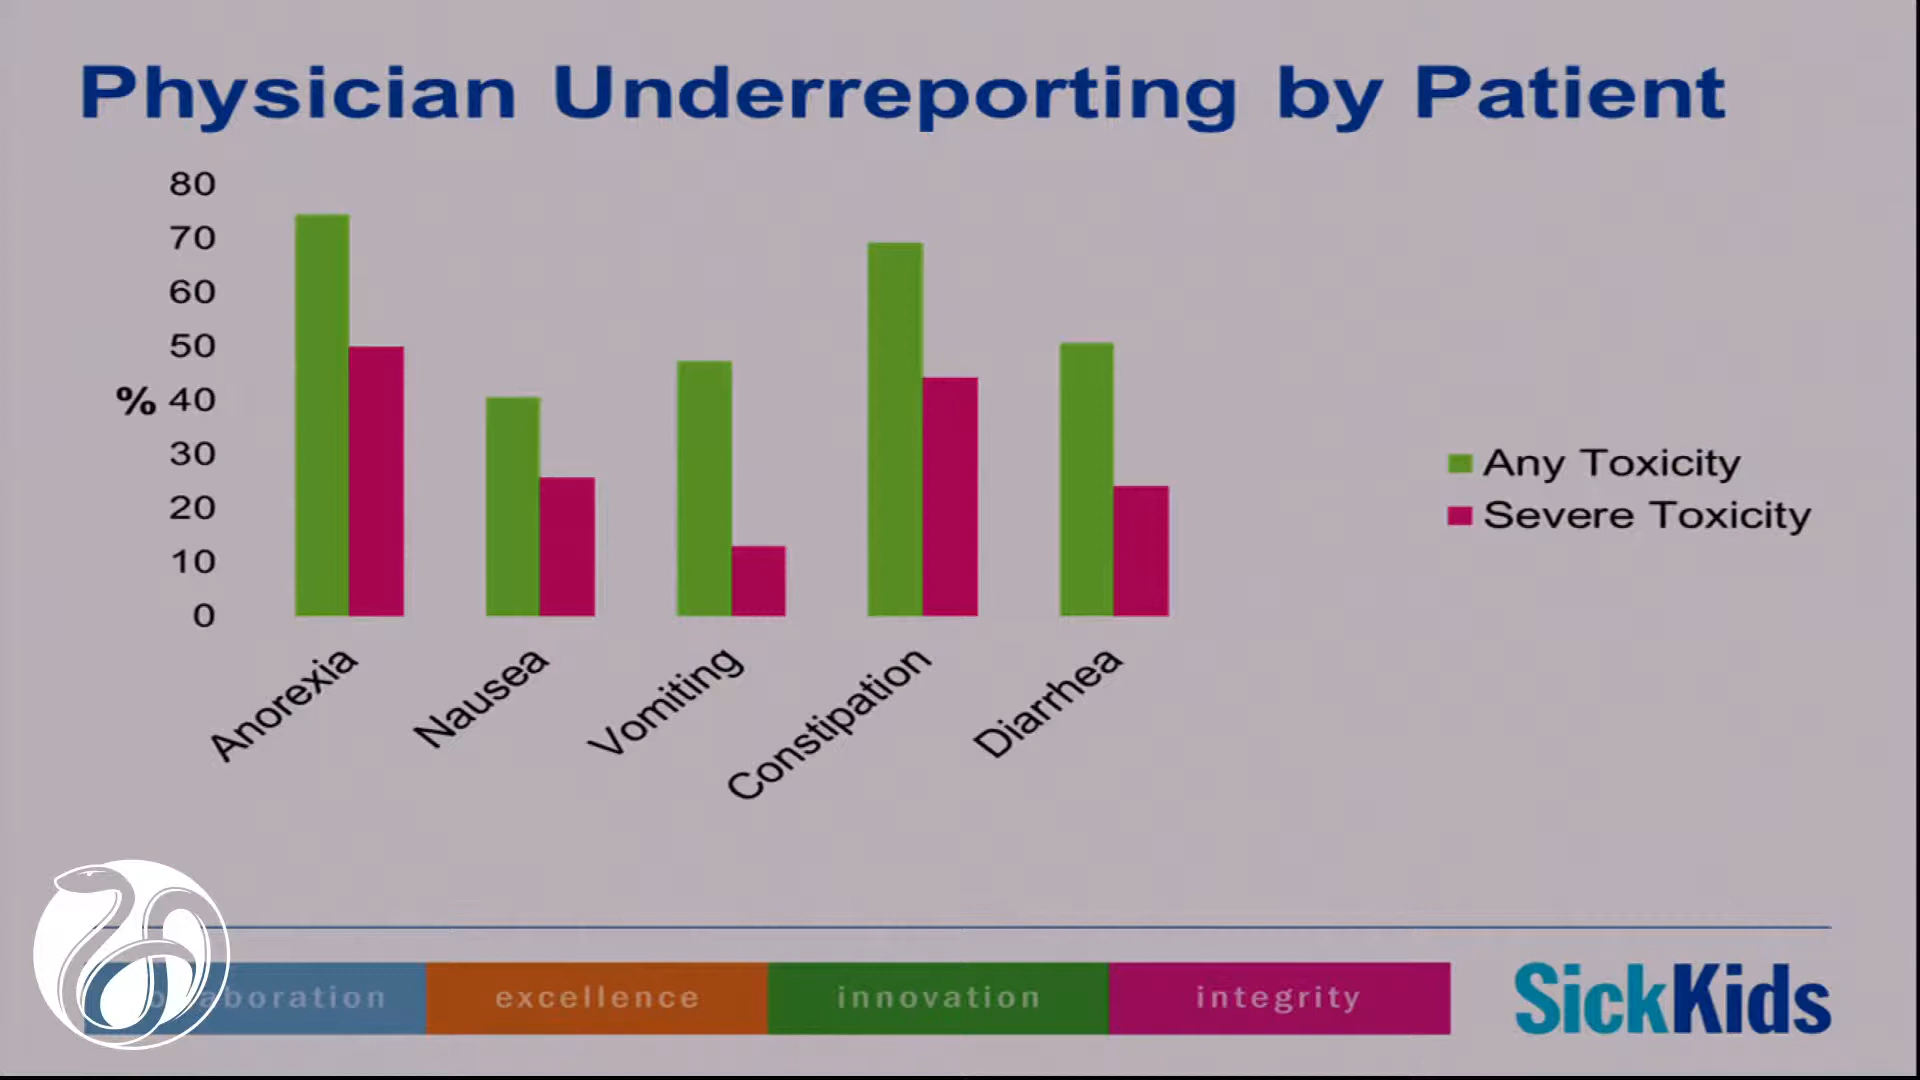 Physician Underreporting by Patient
80
70
60
50
% 40
30
20
10
0
Anorexia
Nausea
Vomiting
Constipation
Diarrhea
Any Toxicity
Severe Toxicity
excellence
innovation
integrity
SickKids